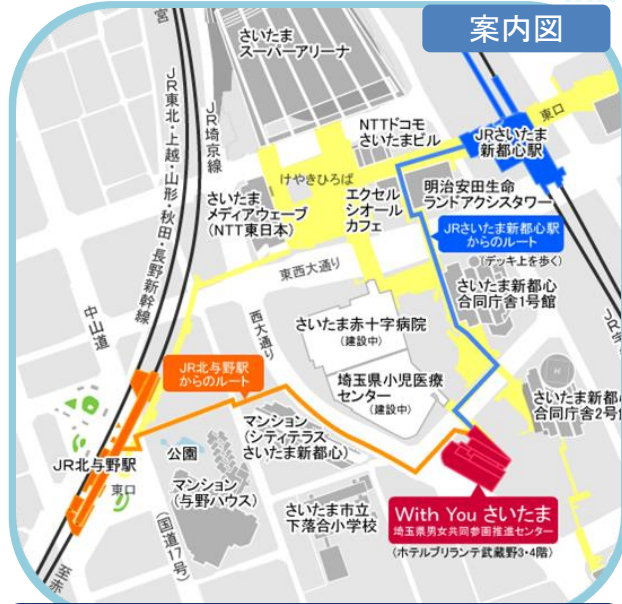 案内図
宮
さいたま
スーパーアリーナ
JR東北・上越・山形・秋田・長野新幹線
JR埼京線
NTTドコモ
さいたまビル
東口
JRさいたま
新都心駅
けやきひろば
さいたま
メディアウェーブ
(NTT東日本)
エクセル
シオール
カフェ
明治安田生命
ランドアクシスタワー
JRさいたま新都心駅
からのルート
(デッキ上を歩く)
東西大通り
さいたま新都心
合同庁舎1号館
中山道
西大通り
さいたま赤十字病院
(建設中)
JR北与野駅
からのルート
埼玉県小児医療
センター
(建設中)
さいたま新都心
合同庁舎2号館
マンション
(シティテラス
さいたま新都心)
JR北与野駅
公園
東口
マンション
(与野ハウス)
さいたま市立
下落合小学校
With You さいたま
埼玉県男女共同参画推進センター
(ホテルブリランテ武蔵野3・4階)
(国道17号)
至赤